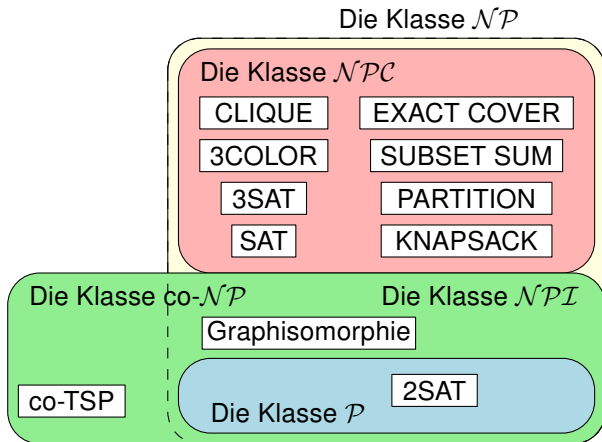 Die Klasse 𝒩𝒫
Die Klasse 𝒩𝒫𝒞
CLIQUE EXACT COVER
3COLOR SUBSET SUM
3SAT PARTITION
SAT KNAPSACK
Die Klasse co-𝒩𝒫 Die Klasse 𝒩𝒫ℐ
Graphisomorphie
2SAT
co-TSP
Die Klasse 𝒫